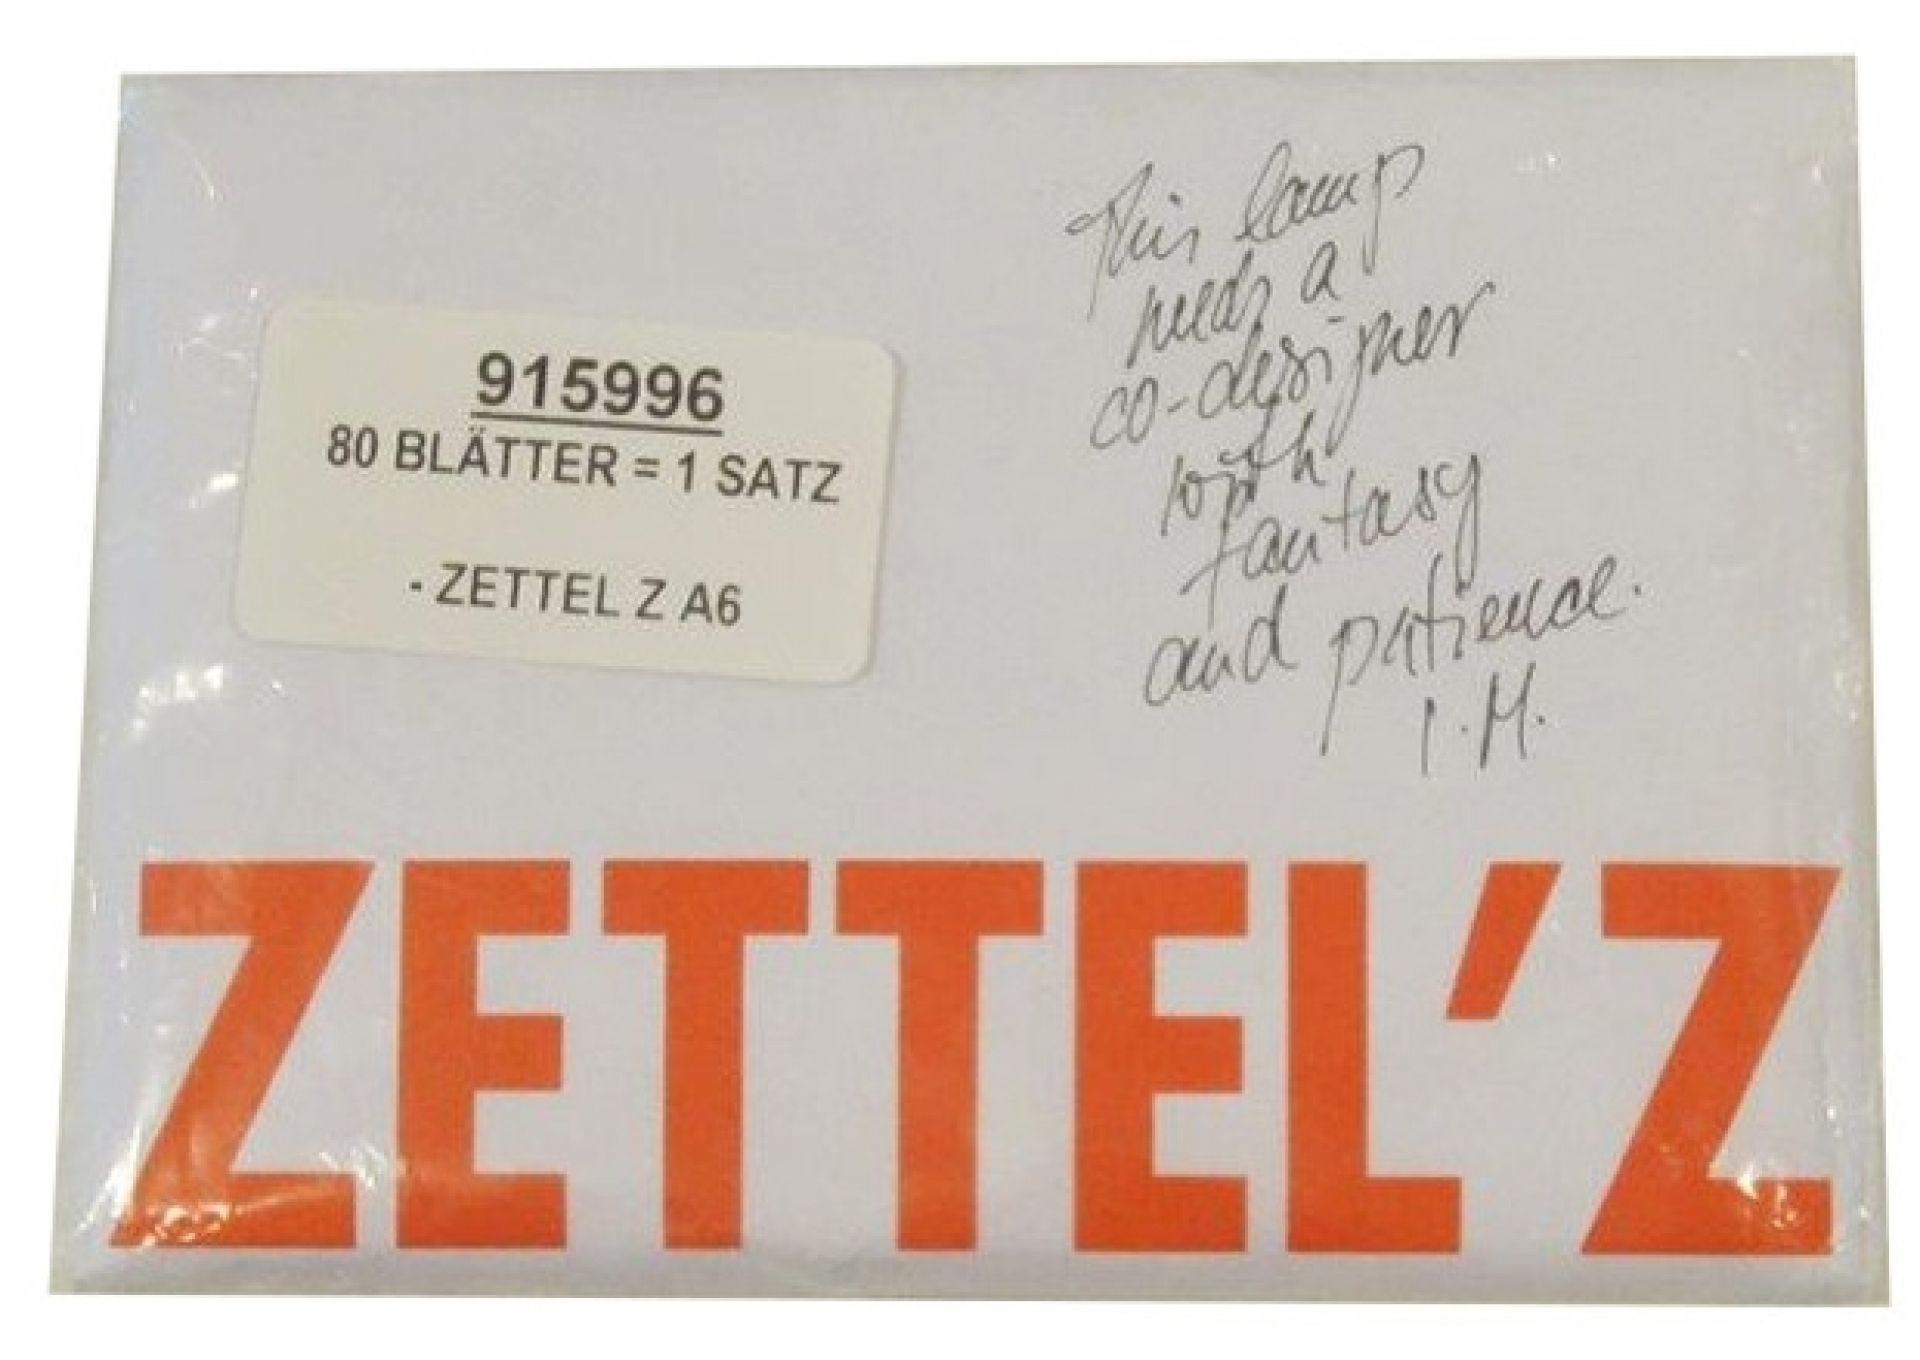 915996
80 BLÄTTER = 1 SATZ
- ZETTEL Z A6
This lamp
needs a
co-designer
with
fantasy
and patience.
I.M.
ZETTEL'Z